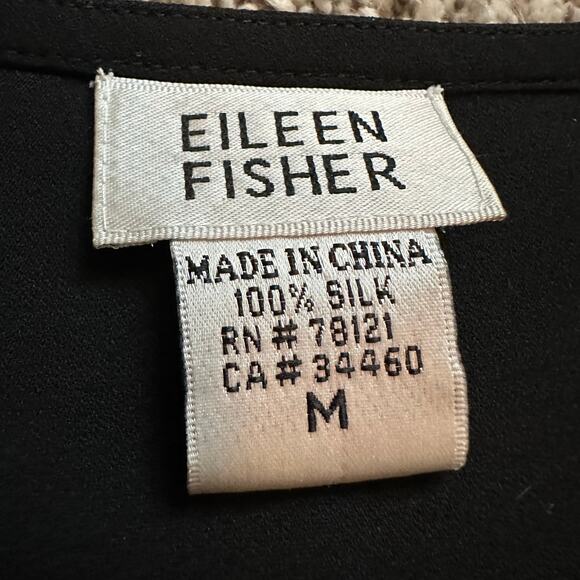 EILEEN
FISHER
MADE IN CHINA
100% SILK
RN# 78121
CA# 34460
M